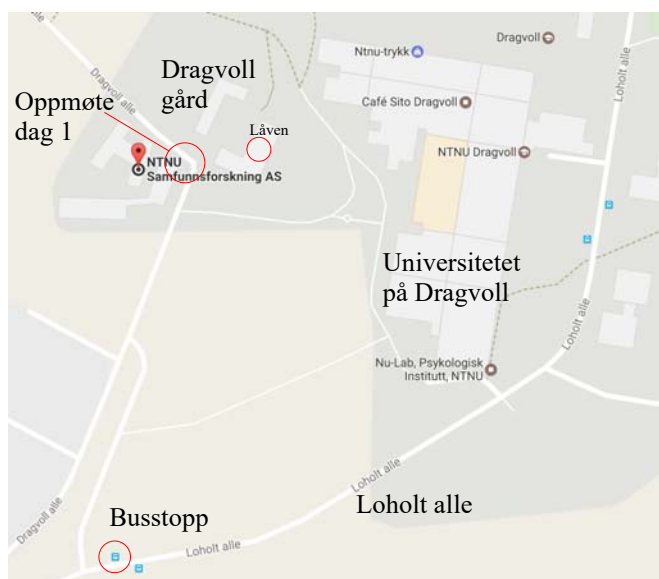 Dragvoll
Ntnu-trykk
Loholt alle
Dragvoll alle
Dragvoll
gård
Oppmøte
dag 1
Café Sito Dragvoll
Låven
NTNU
Samfunnsforskning AS
NTNU Dragvoll
Universitetet
på Dragvoll
Loholt alle
Nu-Lab, Psykologisk
Institutt, NTNU
Loholt alle
Loholt alle
Busstopp
Dragvoll alle
Loholt alle